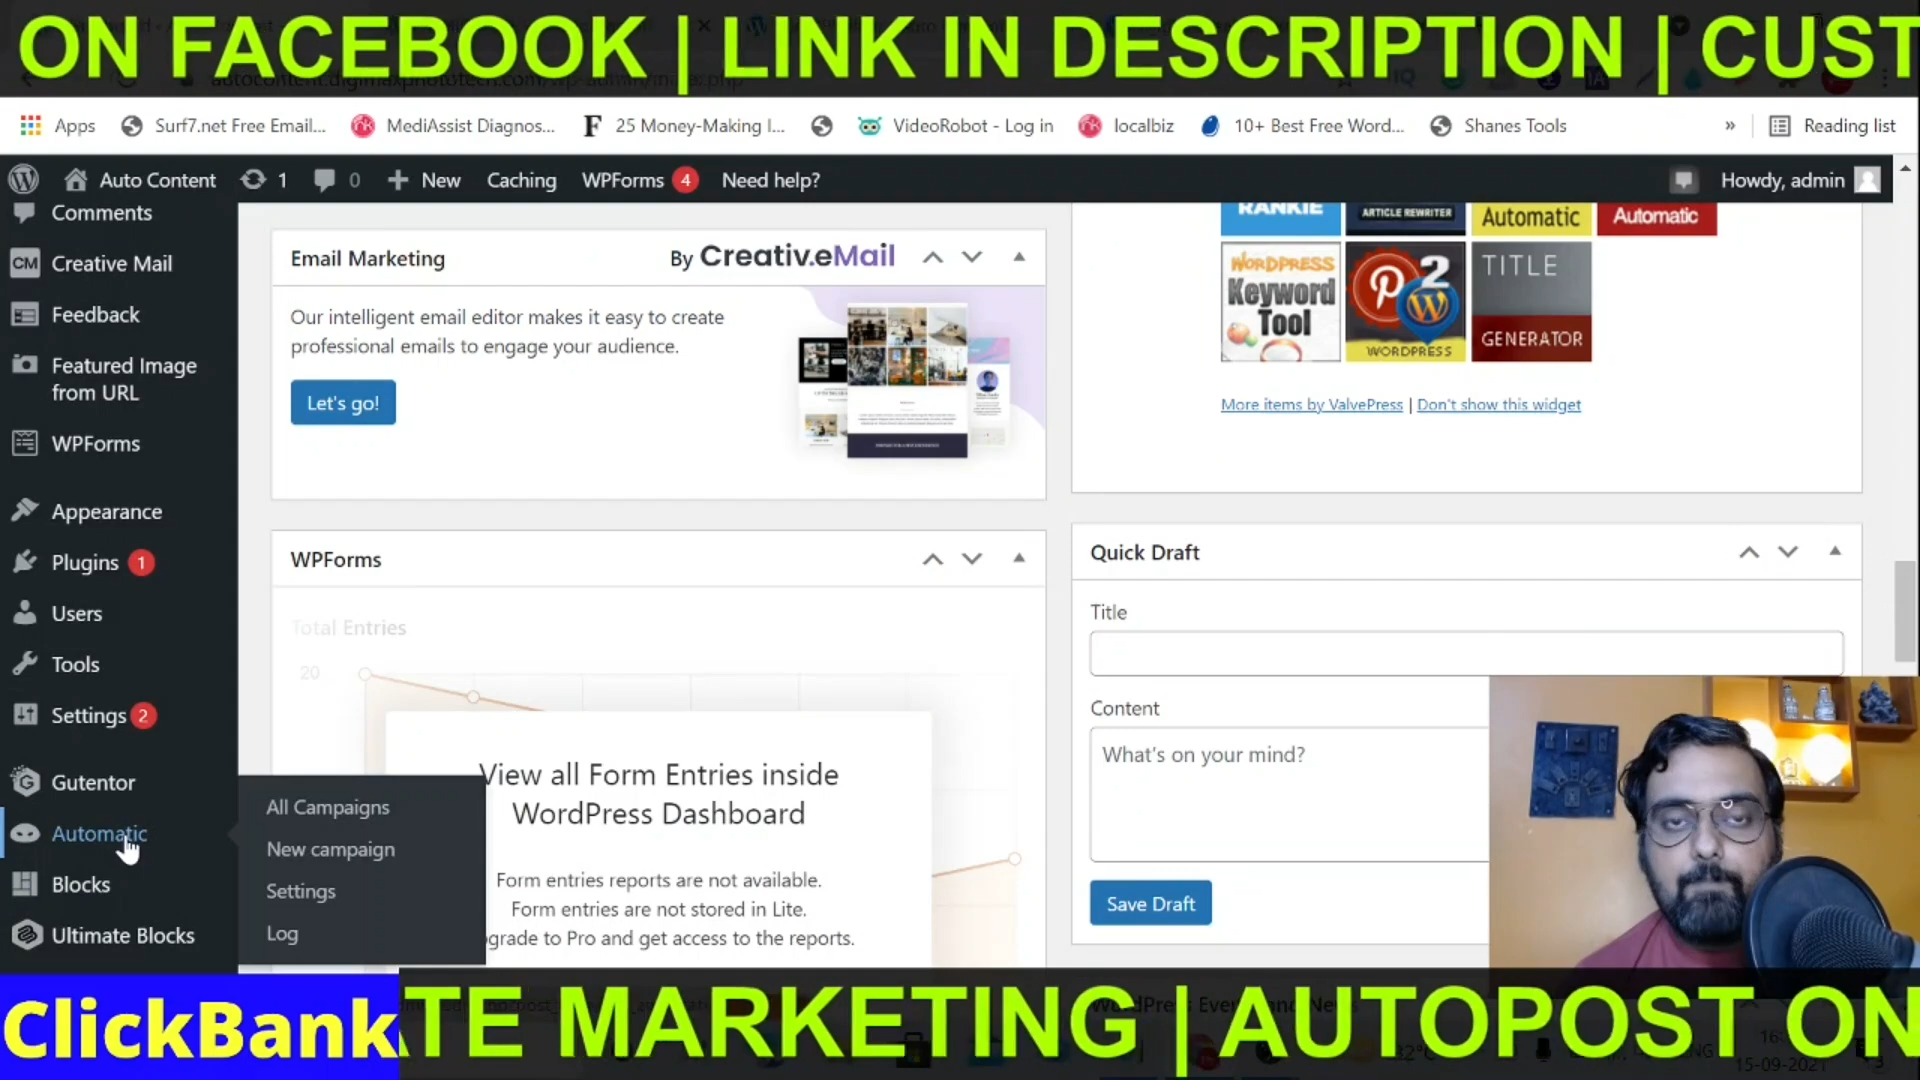 ON FACEBOOK | LINK IN DESCRIPTION | CUST
Apps
Surf7.net Free Email...
MediAssist Diagnos...
25 Money-Making I...
VideoRobot - Log in
localbiz
10+ Best Free Word...
Shanes Tools
»
Reading list
Auto Content
1
0
+ New
Caching
WPForms 4
Need help?
Howdy, admin
Comments
CM Creative Mail
Feedback
Featured Image
from URL
WPForms
Appearance
Plugins 1
Users
Tools
Settings 2
Gutentor
Automatic
Blocks
Ultimate Blocks
All Campaigns
New campaign
Settings
Log
Email Marketing
By Creativ.eMail
Our intelligent email editor makes it easy to create
professional emails to engage your audience.
Let's go!
WPForms
Total Entries
20
View all Form Entries inside
WordPress Dashboard
Form entries reports are not available.
Form entries are not stored in Lite.
grade to Pro and get access to the reports.
RANKIE
ARTICLE REWRITER
Automatic
Automatic
WORDPRESS
Keyword
Tool
2
WORDPRESS
TITLE
GENERATOR
More items by ValvePress | Don't show this widget
Quick Draft
Title
Content
What's on your mind?
Save Draft
ClickBank
TE MARKETING | AUTOPOST ON
15-09-2021